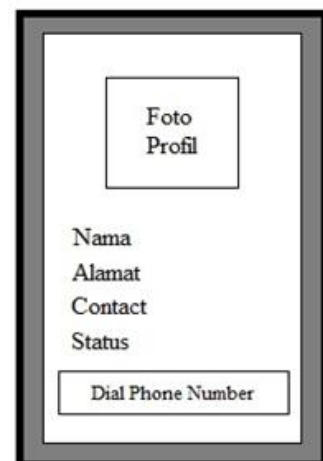 Foto
Profil
Nama
Alamat
Contact
Status
Dial Phone Number